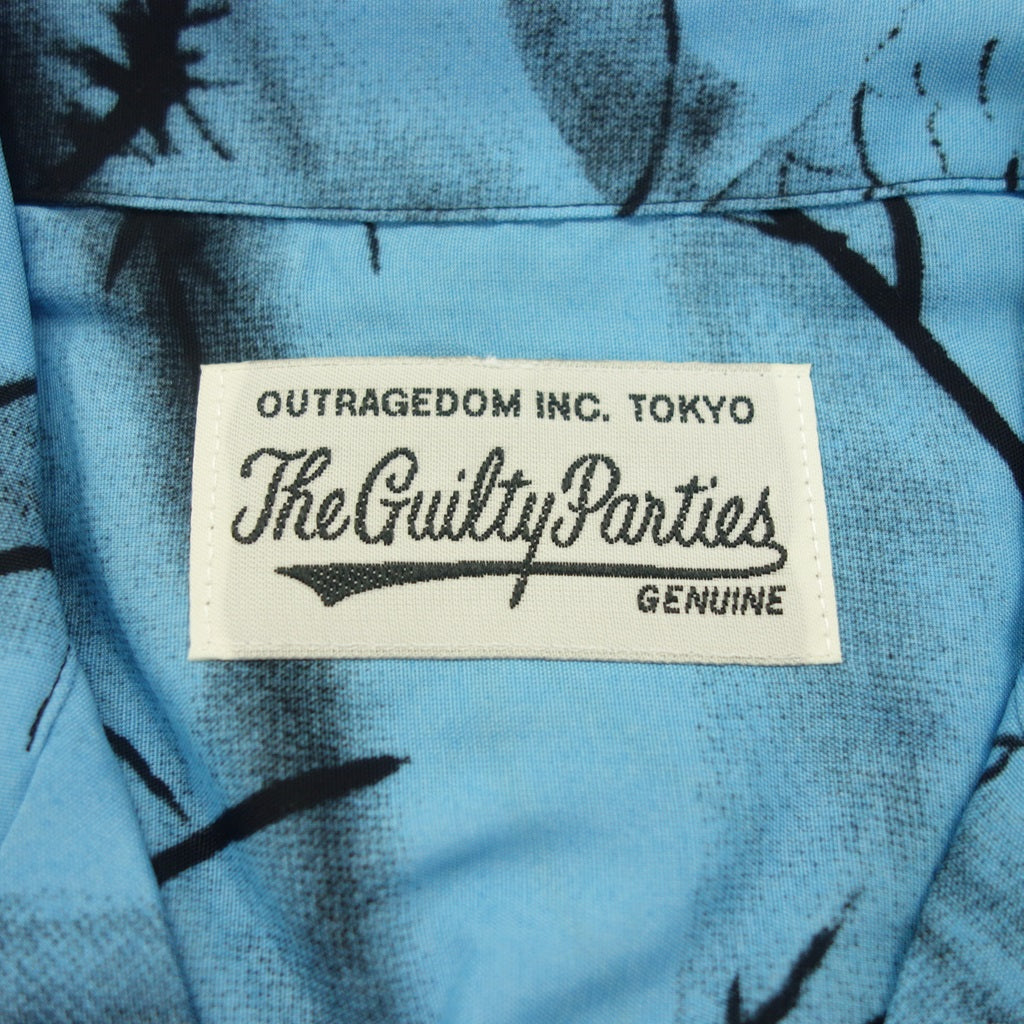 OUTRAGEDOM INC. TOKYO
The Guilty Parties
GENUINE